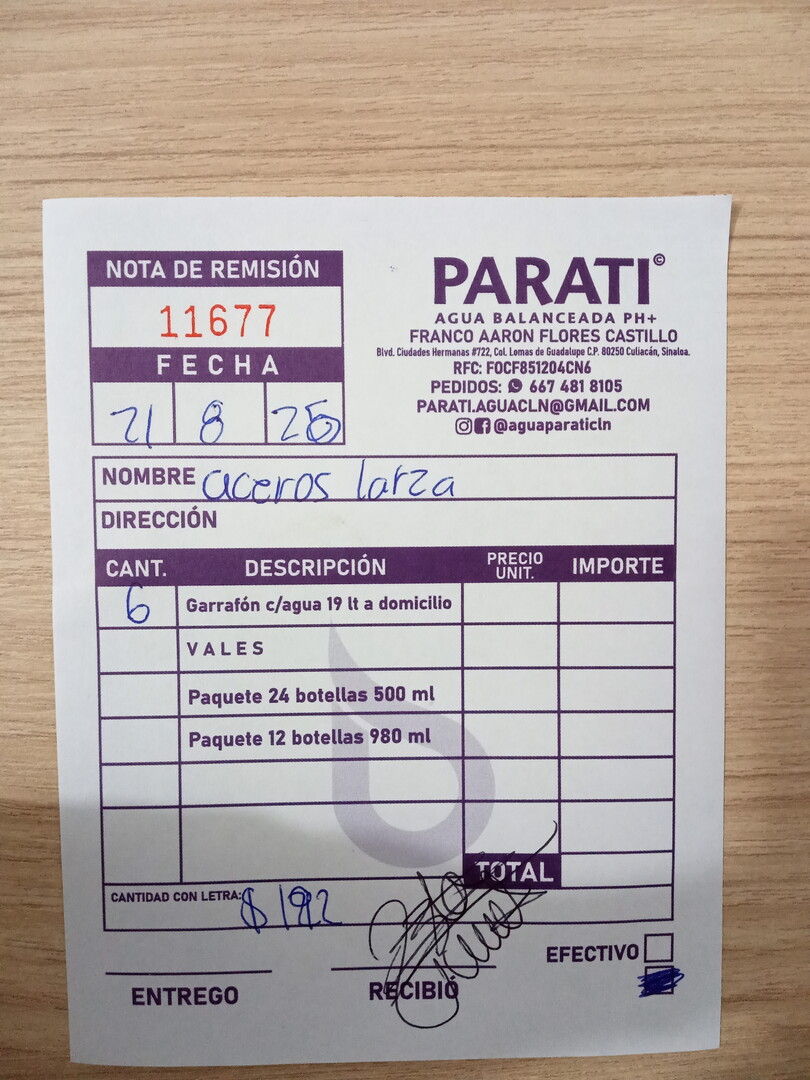 NOTA DE REMISIÓN
11677
FECHA
21 8 25
PARATI©
AGUA BALANCEADA PH+
FRANCO AARON FLORES CASTILLO
Blvd. Ciudades Hermanas #722, Col. Lomas de Guadalupe C.P. 80250 Culiacán, Sinaloa.
RFC: FOCF851204CN6
PEDIDOS: 667 481 8105
PARATI.AGUACLN@GMAIL.COM
@aguaparaticln
NOMBRE aceros larza
DIRECCIÓN
CANT. DESCRIPCIÓN PRECIO UNIT. IMPORTE
6 Garrafón c/agua 19 lt a domicilio
VALES
Paquete 24 botellas 500 ml
Paquete 12 botellas 980 ml
TOTAL
CANTIDAD CON LETRA: $192
EFECTIVO
ENTREGO RECIBIÓ